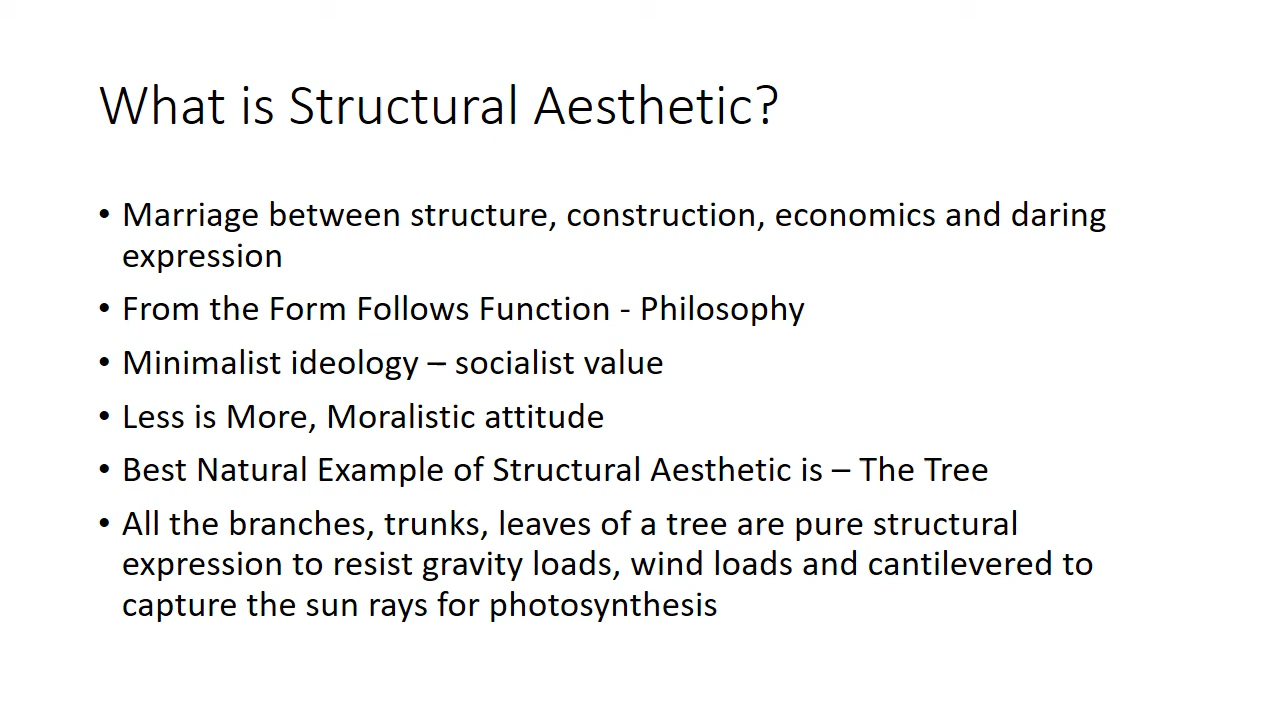 What is Structural Aesthetic?
• Marriage between structure, construction, economics and daring
expression
• From the Form Follows Function - Philosophy
• Minimalist ideology – socialist value
• Less is More, Moralistic attitude
• Best Natural Example of Structural Aesthetic is – The Tree
• All the branches, trunks, leaves of a tree are pure structural
expression to resist gravity loads, wind loads and cantilevered to
capture the sun rays for photosynthesis